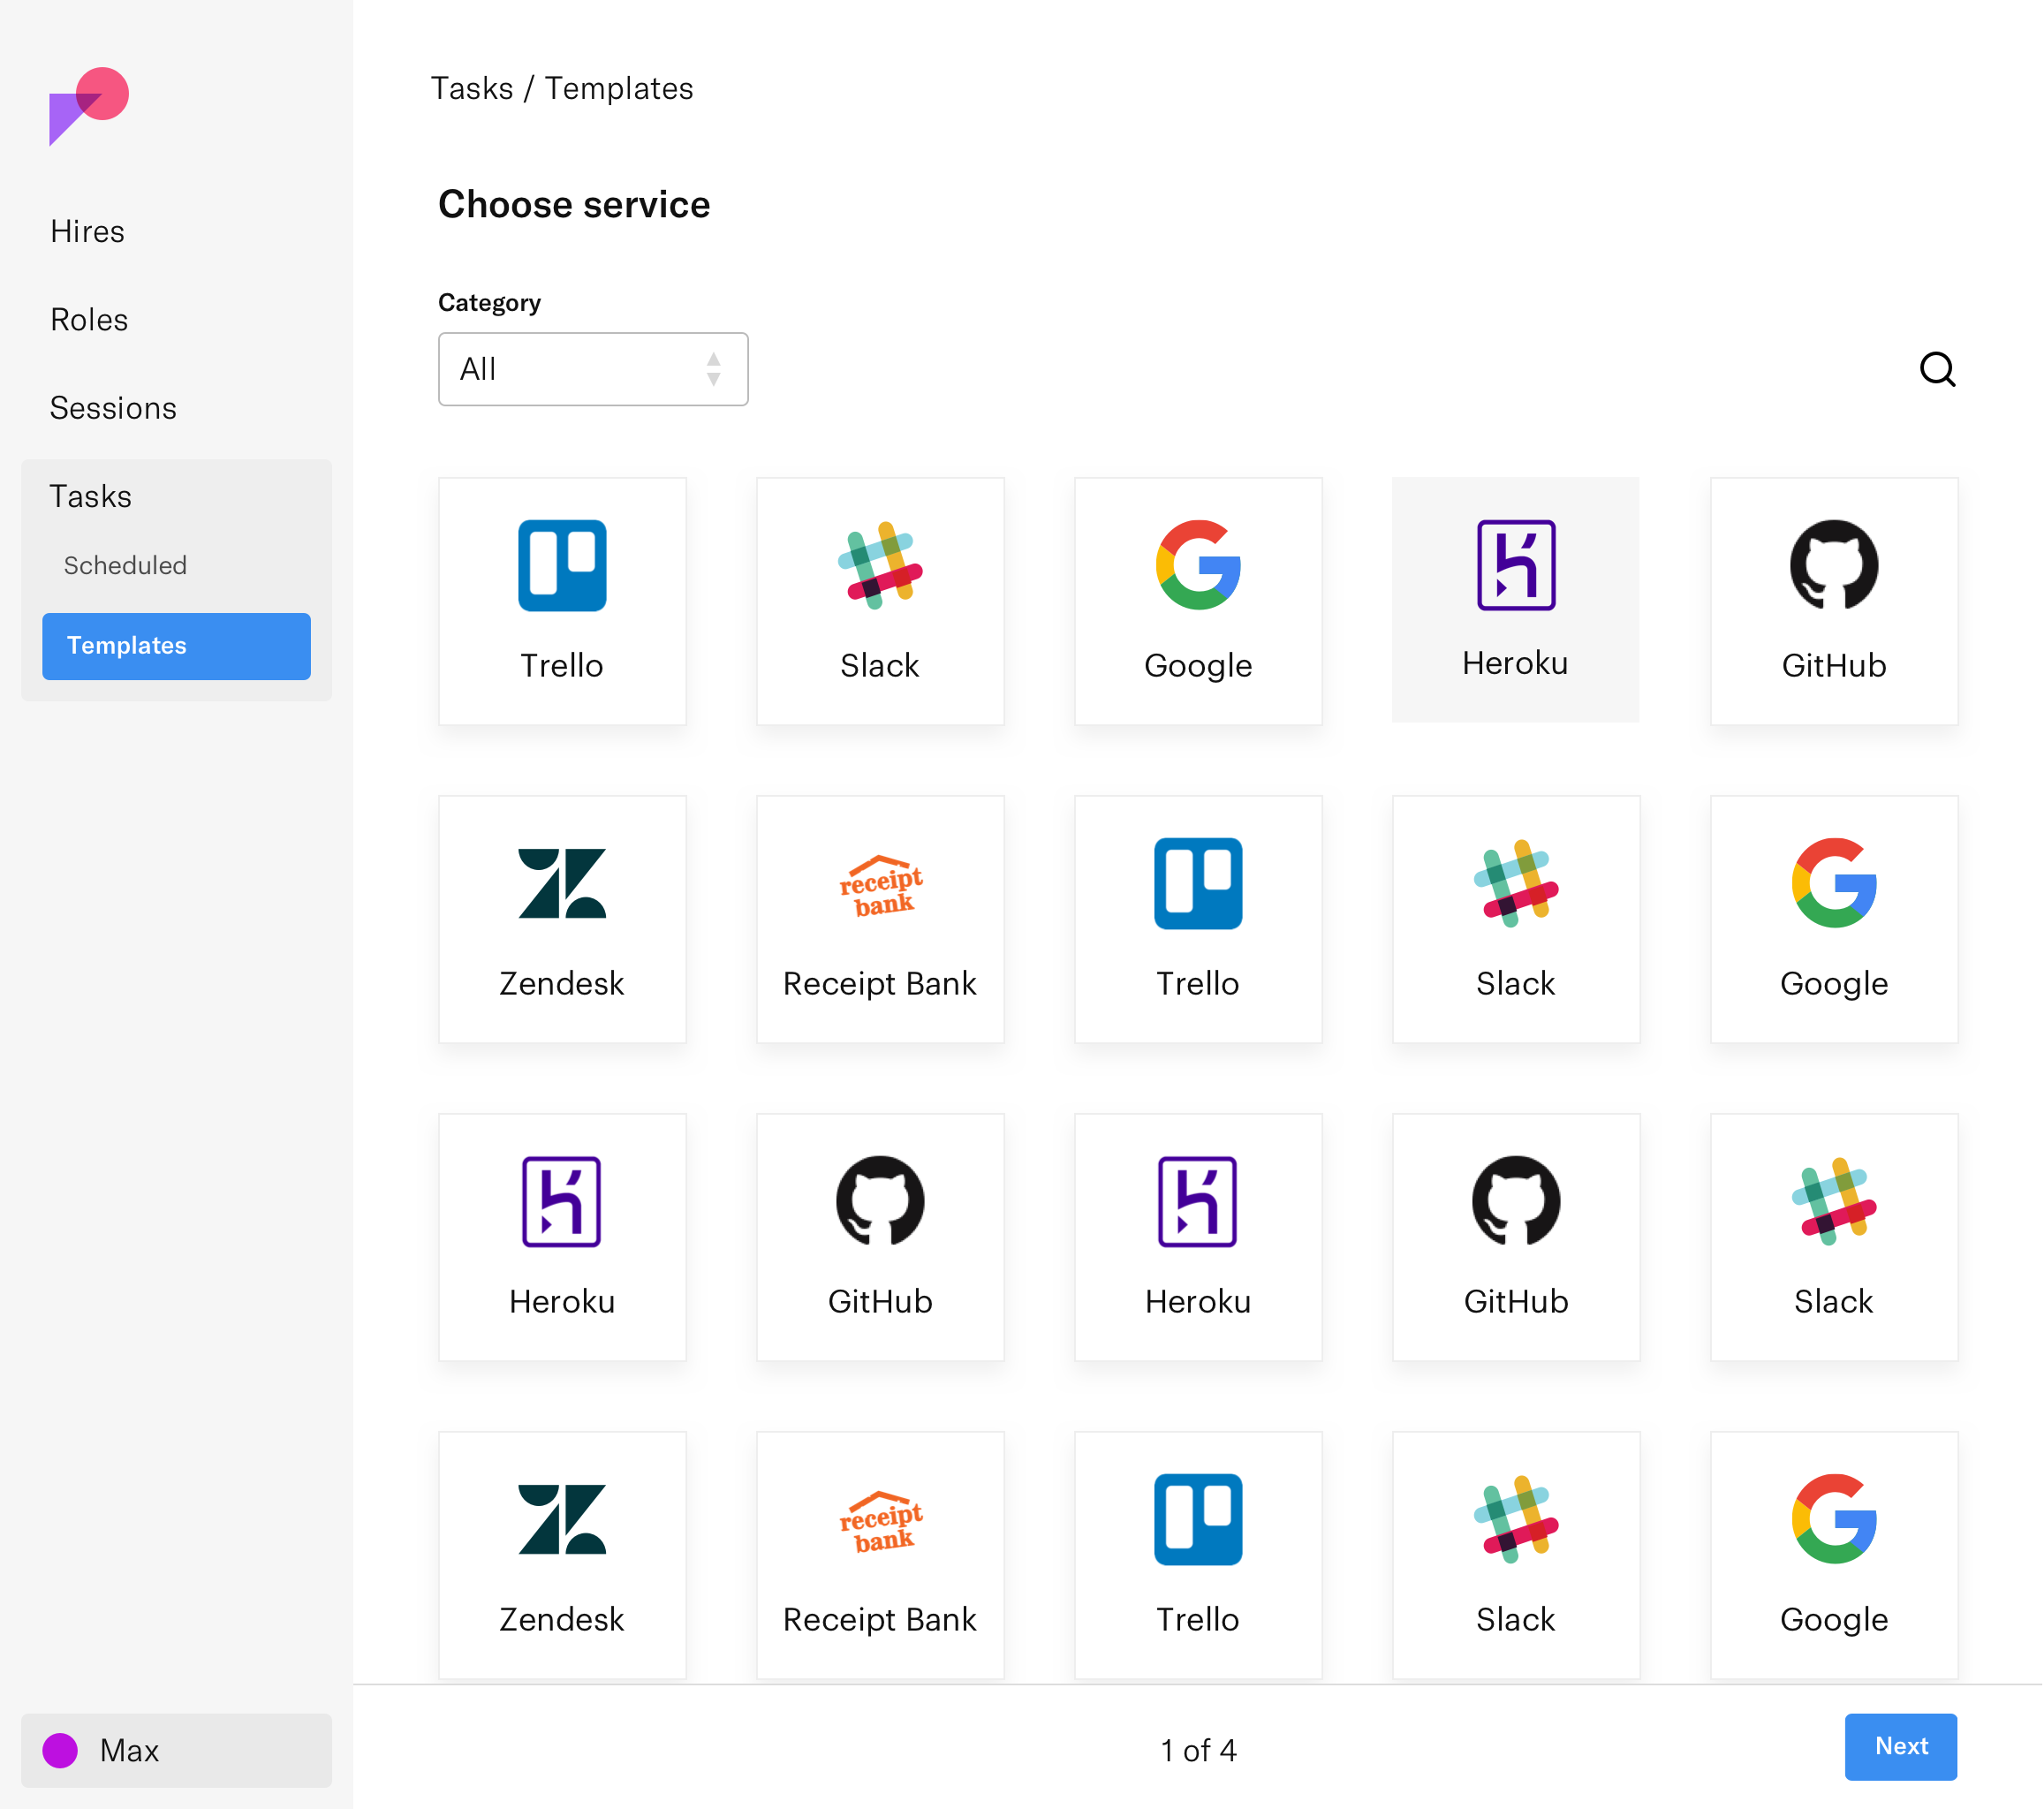 Tasks / Templates
Hires
Roles
Sessions
Tasks
Scheduled
Templates
Max
Choose service
Category
All
Trello
Slack
Google
Heroku
GitHub
Zendesk
receipt
bank
Receipt Bank
Trello
Slack
Google
Heroku
GitHub
Heroku
GitHub
Slack
Zendesk
receipt
bank
Receipt Bank
Trello
Slack
Google
1 of 4
Next